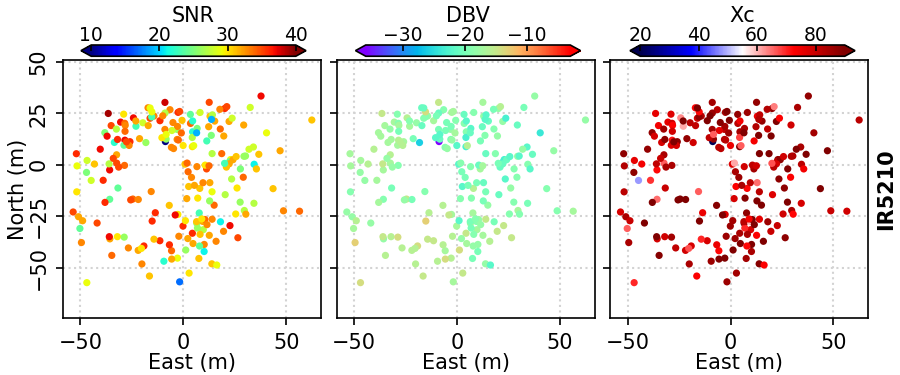 SNR DBV Xc
10 20 30 40 −30 −20 −10 20 40 60 80
50
25
0
−25
−50
North (m)
IR5210
−50 0 50 −50 0 50 −50 0 50
East (m) East (m) East (m)